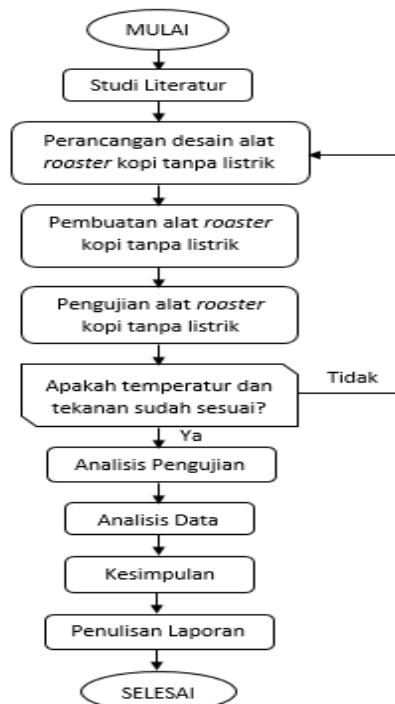 MULAI
Studi Literatur
Perancangan desain alat
roaster kopi tanpa listrik
Pembuatan alat roaster
kopi tanpa listrik
Pengujian alat roaster
kopi tanpa listrik
Apakah temperatur dan
tekanan sudah sesuai?
Tidak
Ya
Analisis Pengujian
Analisis Data
Kesimpulan
Penulisan Laporan
SELESAI